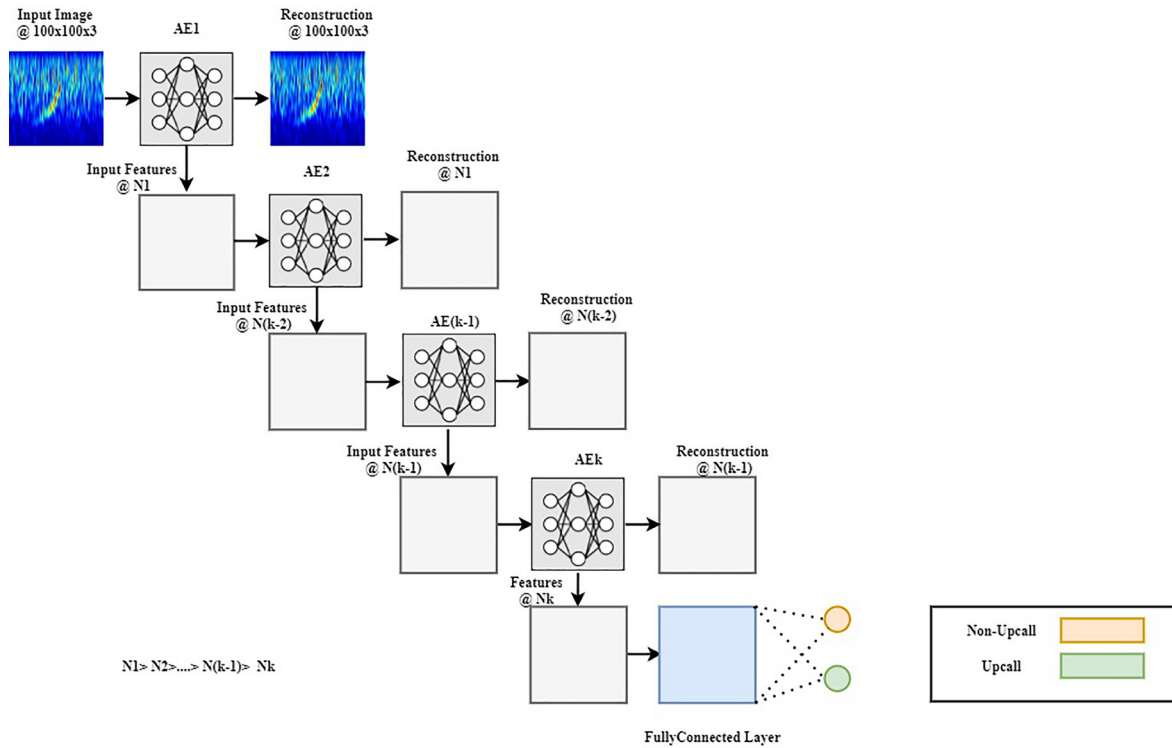 Input Image
@ 100x100x3
AE1
Reconstruction
@ 100x100x3
Input Features
@ N1
AE2
Reconstruction
@ N1
Input Features
@ N(k-2)
AE(k-1)
Reconstruction
@ N(k-2)
Input Features
@ N(k-1)
AEk
Reconstruction
@ N(k-1)
Features
@ Nk
N1> N2>....> N(k-1)> Nk
Non-Upcall
Upcall
FullyConnected Layer